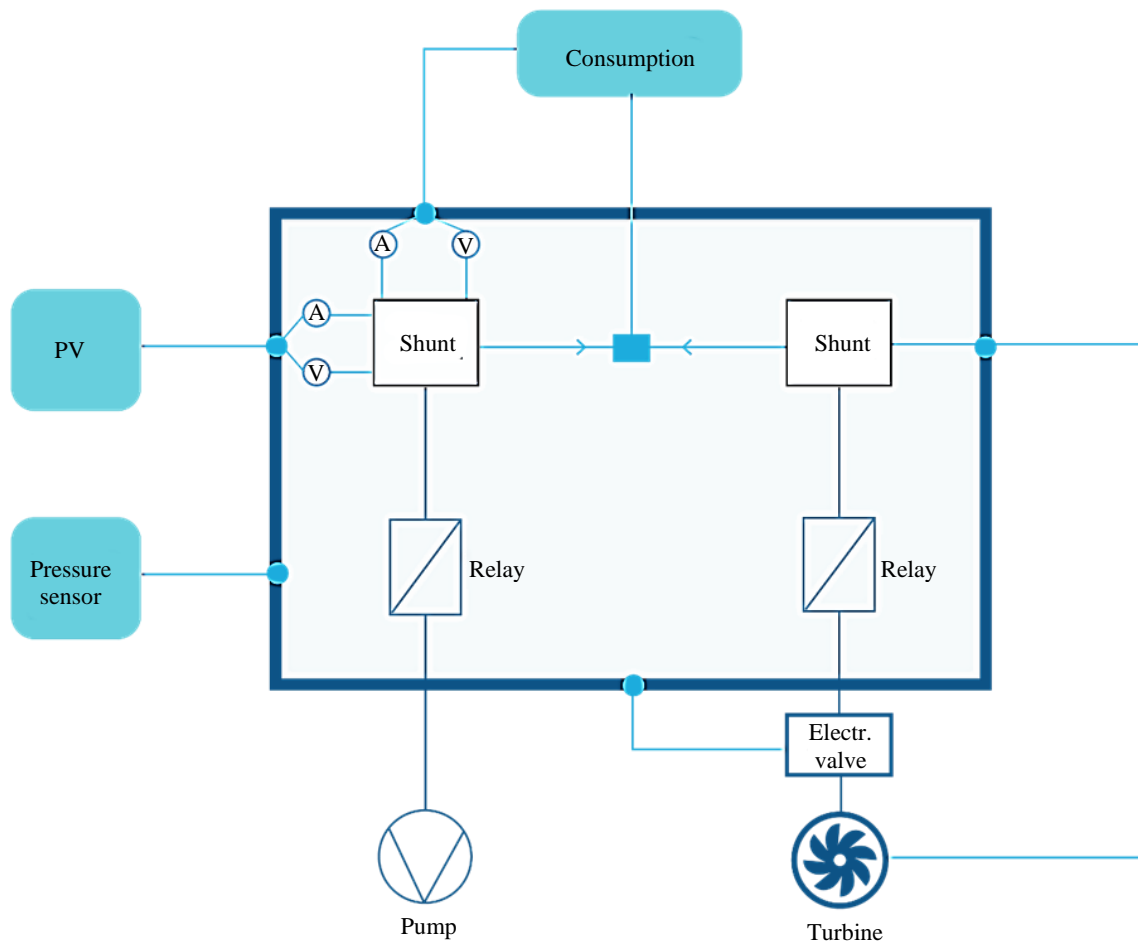 Consumption
A
V
A
V
PV
Shunt
Shunt
Pressure
sensor
Relay
Relay
Electr.
valve
Pump
Turbine